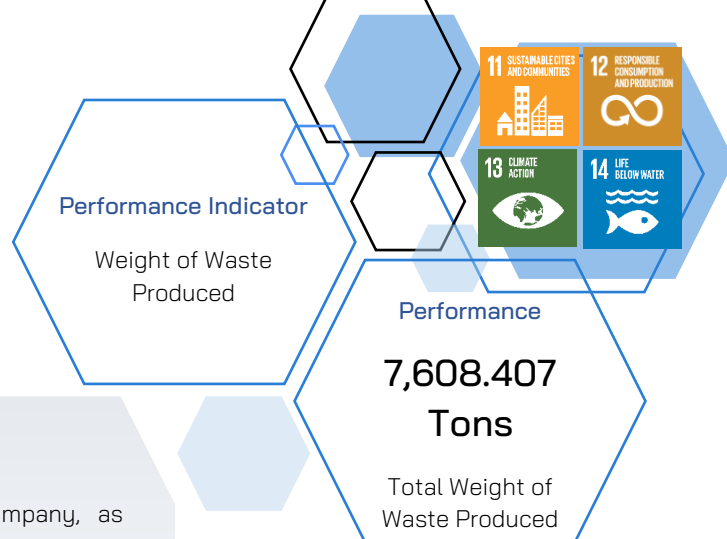 11 SUSTAINABLE CITIES
AND COMMUNITIES
12 RESPONSIBLE
CONSUMPTION
AND PRODUCTION
13 CLIMATE
ACTION
14 LIFE
BELOW WATER
Performance Indicator
Weight of Waste
Produced
Performance
7,608.407
Tons
Total Weight of
Waste Produced
as